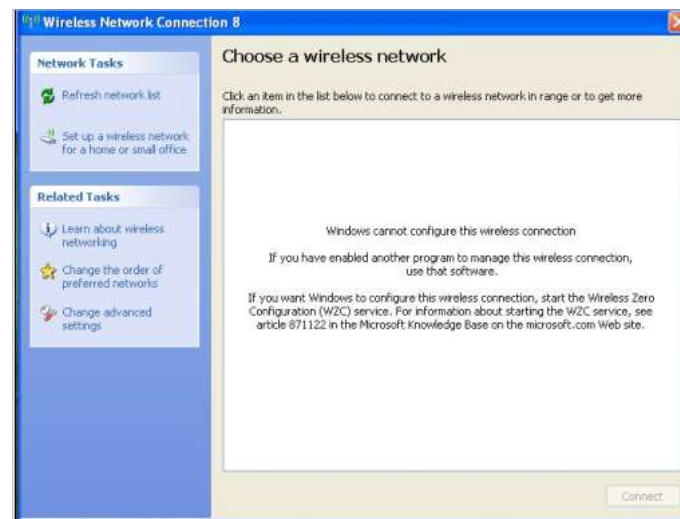 Wireless Network Connection 8
Network Tasks
Refresh network list
Set up a wireless network
for a home or small office
Related Tasks
Learn about wireless
networking
Change the order of
preferred networks
Change advanced
settings
Choose a wireless network
Click an item in the list below to connect to a wireless network in range or to get more
information.
Windows cannot configure this wireless connection
If you have enabled another program to manage this wireless connection,
use that software.
If you want Windows to configure this wireless connection, start the Wireless Zero
Configuration (WZC) service. For information about starting the WZC service, see
article 871122 in the Microsoft Knowledge Base on the microsoft.com Web site.
Connect